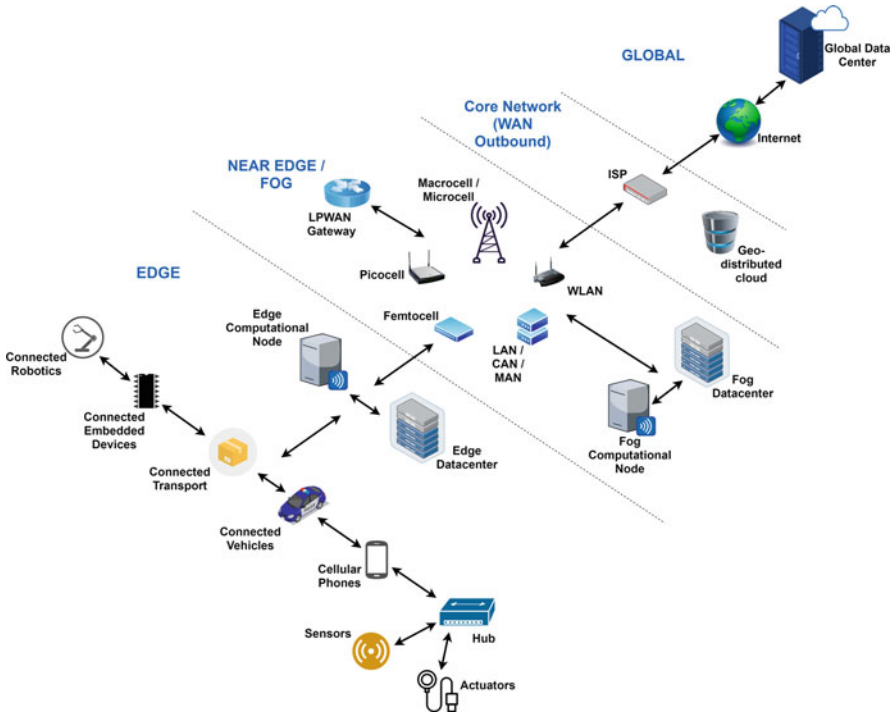 GLOBAL
Global Data
Center
Core Network
(WAN
Outbound)
Internet
NEAR EDGE /
FOG
ISP
Macrocell /
Microcell
LPWAN
Gateway
Geo-
distributed
cloud
EDGE
Picocell
WLAN
Edge
Computational
Node
Femtocell
LAN /
CAN /
MAN
Connected
Robotics
Fog
Datacenter
Connected
Embedded
Devices
Edge
Datacenter
Fog
Computational
Node
Connected
Transport
Connected
Vehicles
Cellular
Phones
Sensors
Hub
Actuators